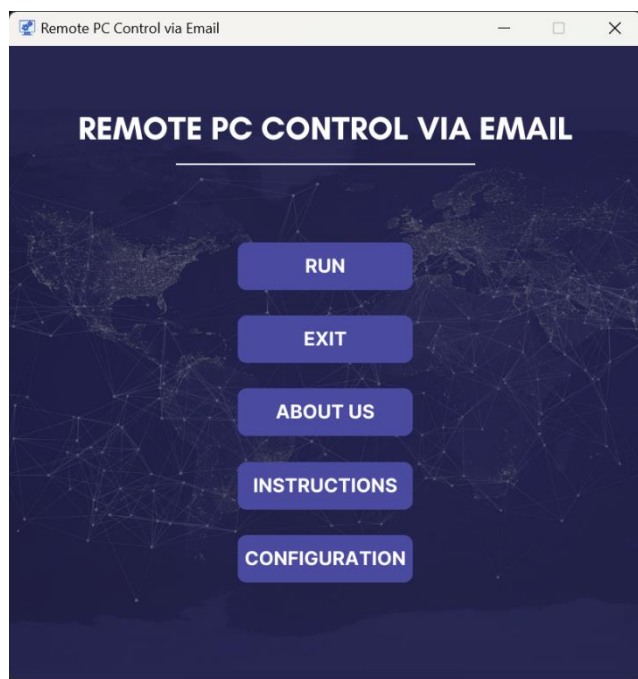 Remote PC Control via Email
REMOTE PC CONTROL VIA EMAIL
RUN
EXIT
ABOUT US
INSTRUCTIONS
CONFIGURATION